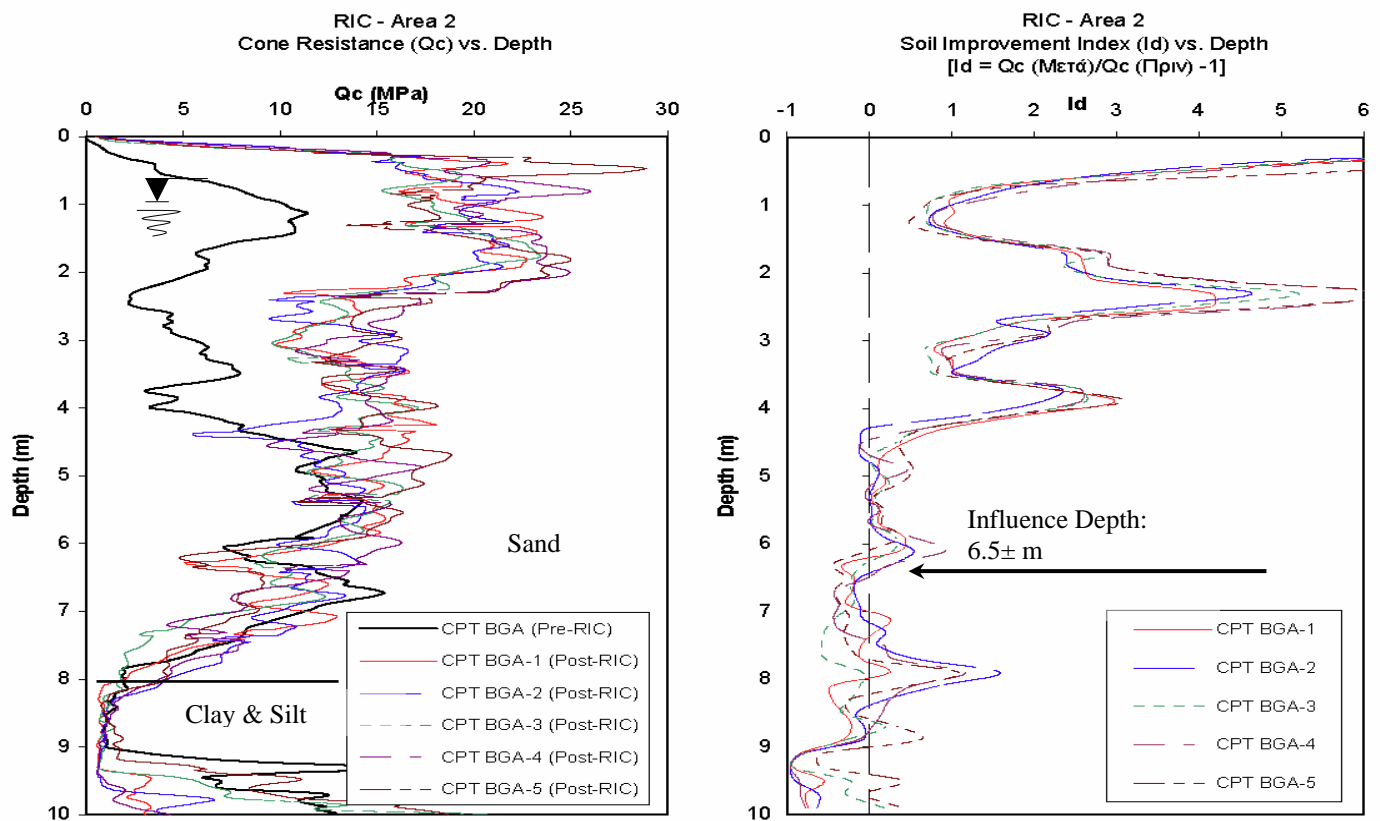 RIC - Area 2
Cone Resistance (Qc) vs. Depth
Qc (MPa)
0 5 10 15 20 25 30
0
1
2
3
4
5
6
7
8
9
10
Depth (m)
Sand
Clay & Silt
CPT BGA (Pre-RIC)
CPT BGA-1 (Post-RIC)
CPT BGA-2 (Post-RIC)
CPT BGA-3 (Post-RIC)
CPT BGA-4 (Post-RIC)
CPT BGA-5 (Post-RIC)
RIC - Area 2
Soil Improvement Index (Id) vs. Depth
[Id = Qc (Μετά)/Qc (Πριν) -1]
Id
-1 0 1 2 3 4 5 6
0
1
2
3
4
5
6
7
8
9
10
Depth (m)
Influence Depth:
6.5± m
CPT BGA-1
CPT BGA-2
CPT BGA-3
CPT BGA-4
CPT BGA-5